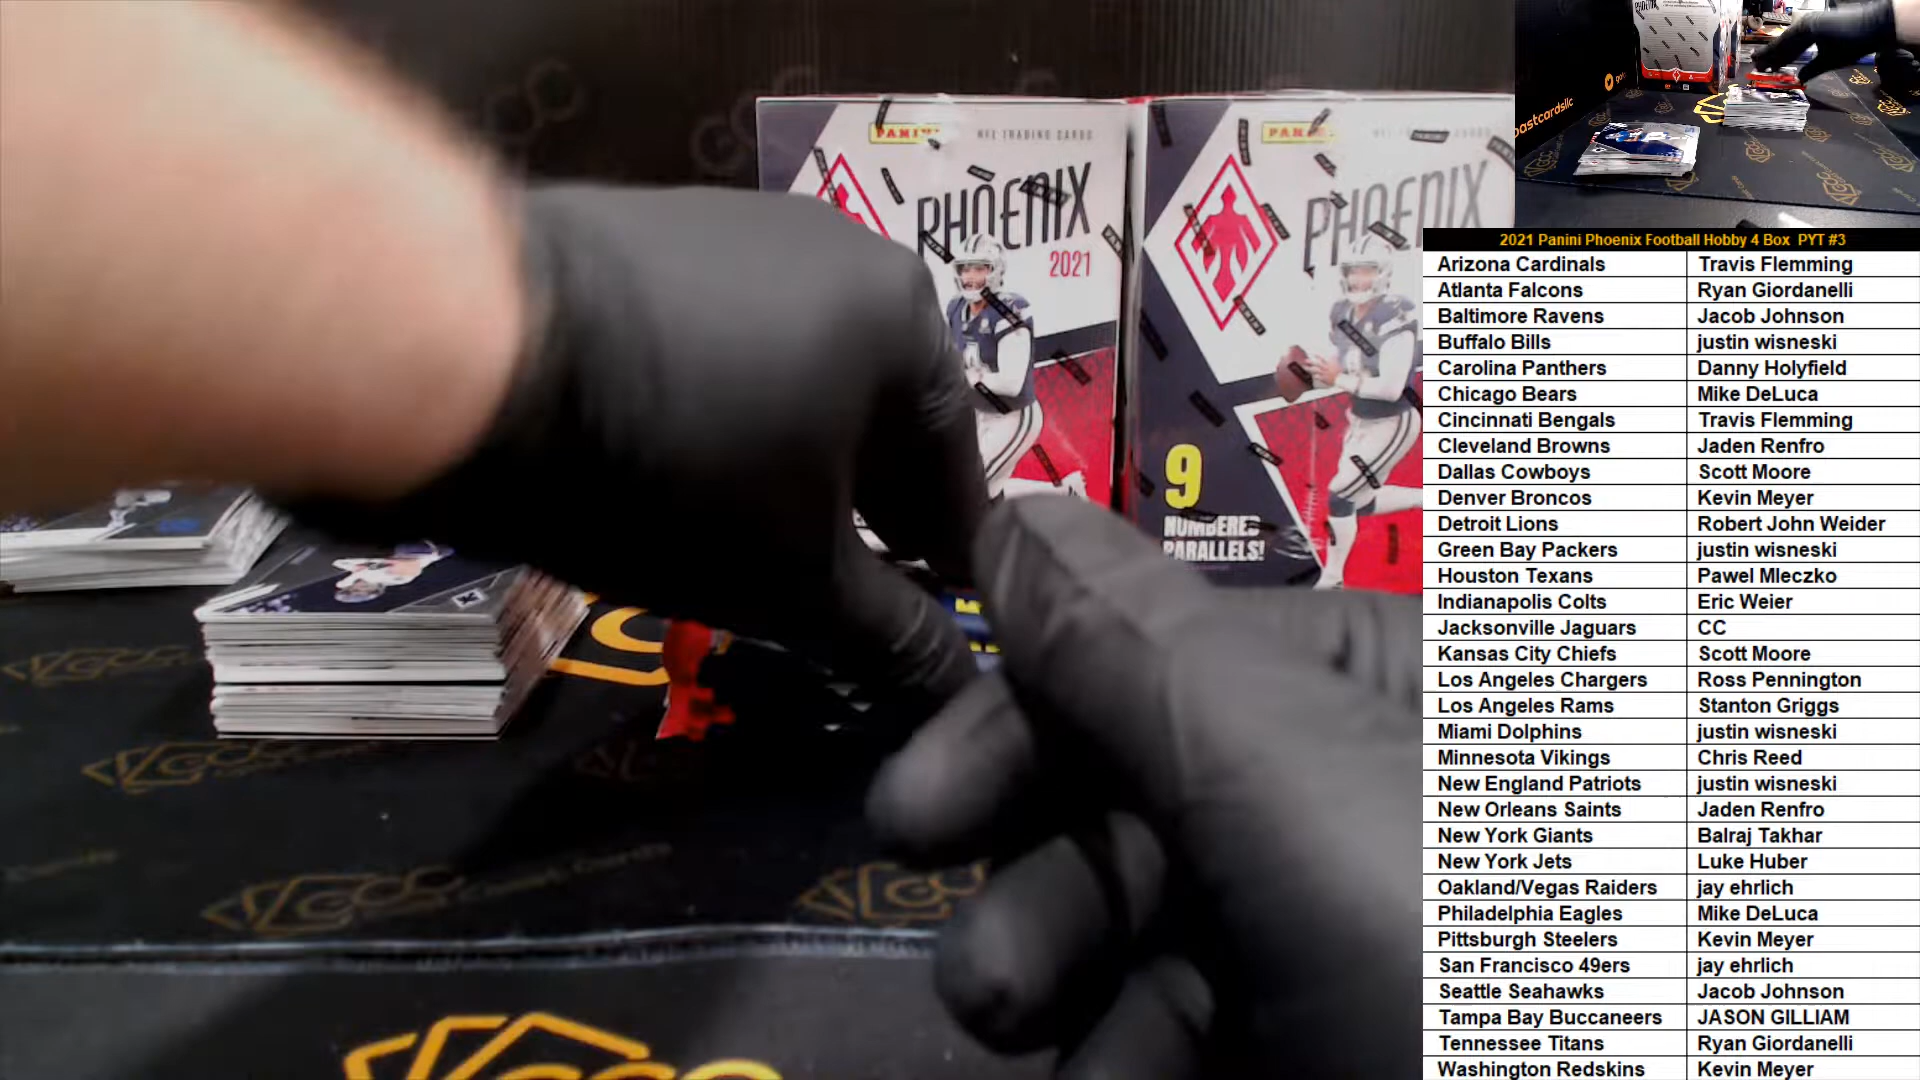 PANINI
NFL TRADING CARDS
PHOENIX
2021
PANINI
PHOENIX
9
NUMBERED
PARALLELS!
PHOENIX
oastcardsllc
2021 Panini Phoenix Football Hobby 4 Box PYT #3
Arizona Cardinals Travis Flemming
Atlanta Falcons Ryan Giordanelli
Baltimore Ravens Jacob Johnson
Buffalo Bills justin wisneski
Carolina Panthers Danny Holyfield
Chicago Bears Mike DeLuca
Cincinnati Bengals Travis Flemming
Cleveland Browns Jaden Renfro
Dallas Cowboys Scott Moore
Denver Broncos Kevin Meyer
Detroit Lions Robert John Weider
Green Bay Packers justin wisneski
Houston Texans Pawel Mleczko
Indianapolis Colts Eric Weier
Jacksonville Jaguars CC
Kansas City Chiefs Scott Moore
Los Angeles Chargers Ross Pennington
Los Angeles Rams Stanton Griggs
Miami Dolphins justin wisneski
Minnesota Vikings Chris Reed
New England Patriots justin wisneski
New Orleans Saints Jaden Renfro
New York Giants Balraj Takhar
New York Jets Luke Huber
Oakland/Vegas Raiders jay ehrlich
Philadelphia Eagles Mike DeLuca
Pittsburgh Steelers Kevin Meyer
San Francisco 49ers jay ehrlich
Seattle Seahawks Jacob Johnson
Tampa Bay Buccaneers JASON GILLIAM
Tennessee Titans Ryan Giordanelli
Washington Redskins Kevin Meyer